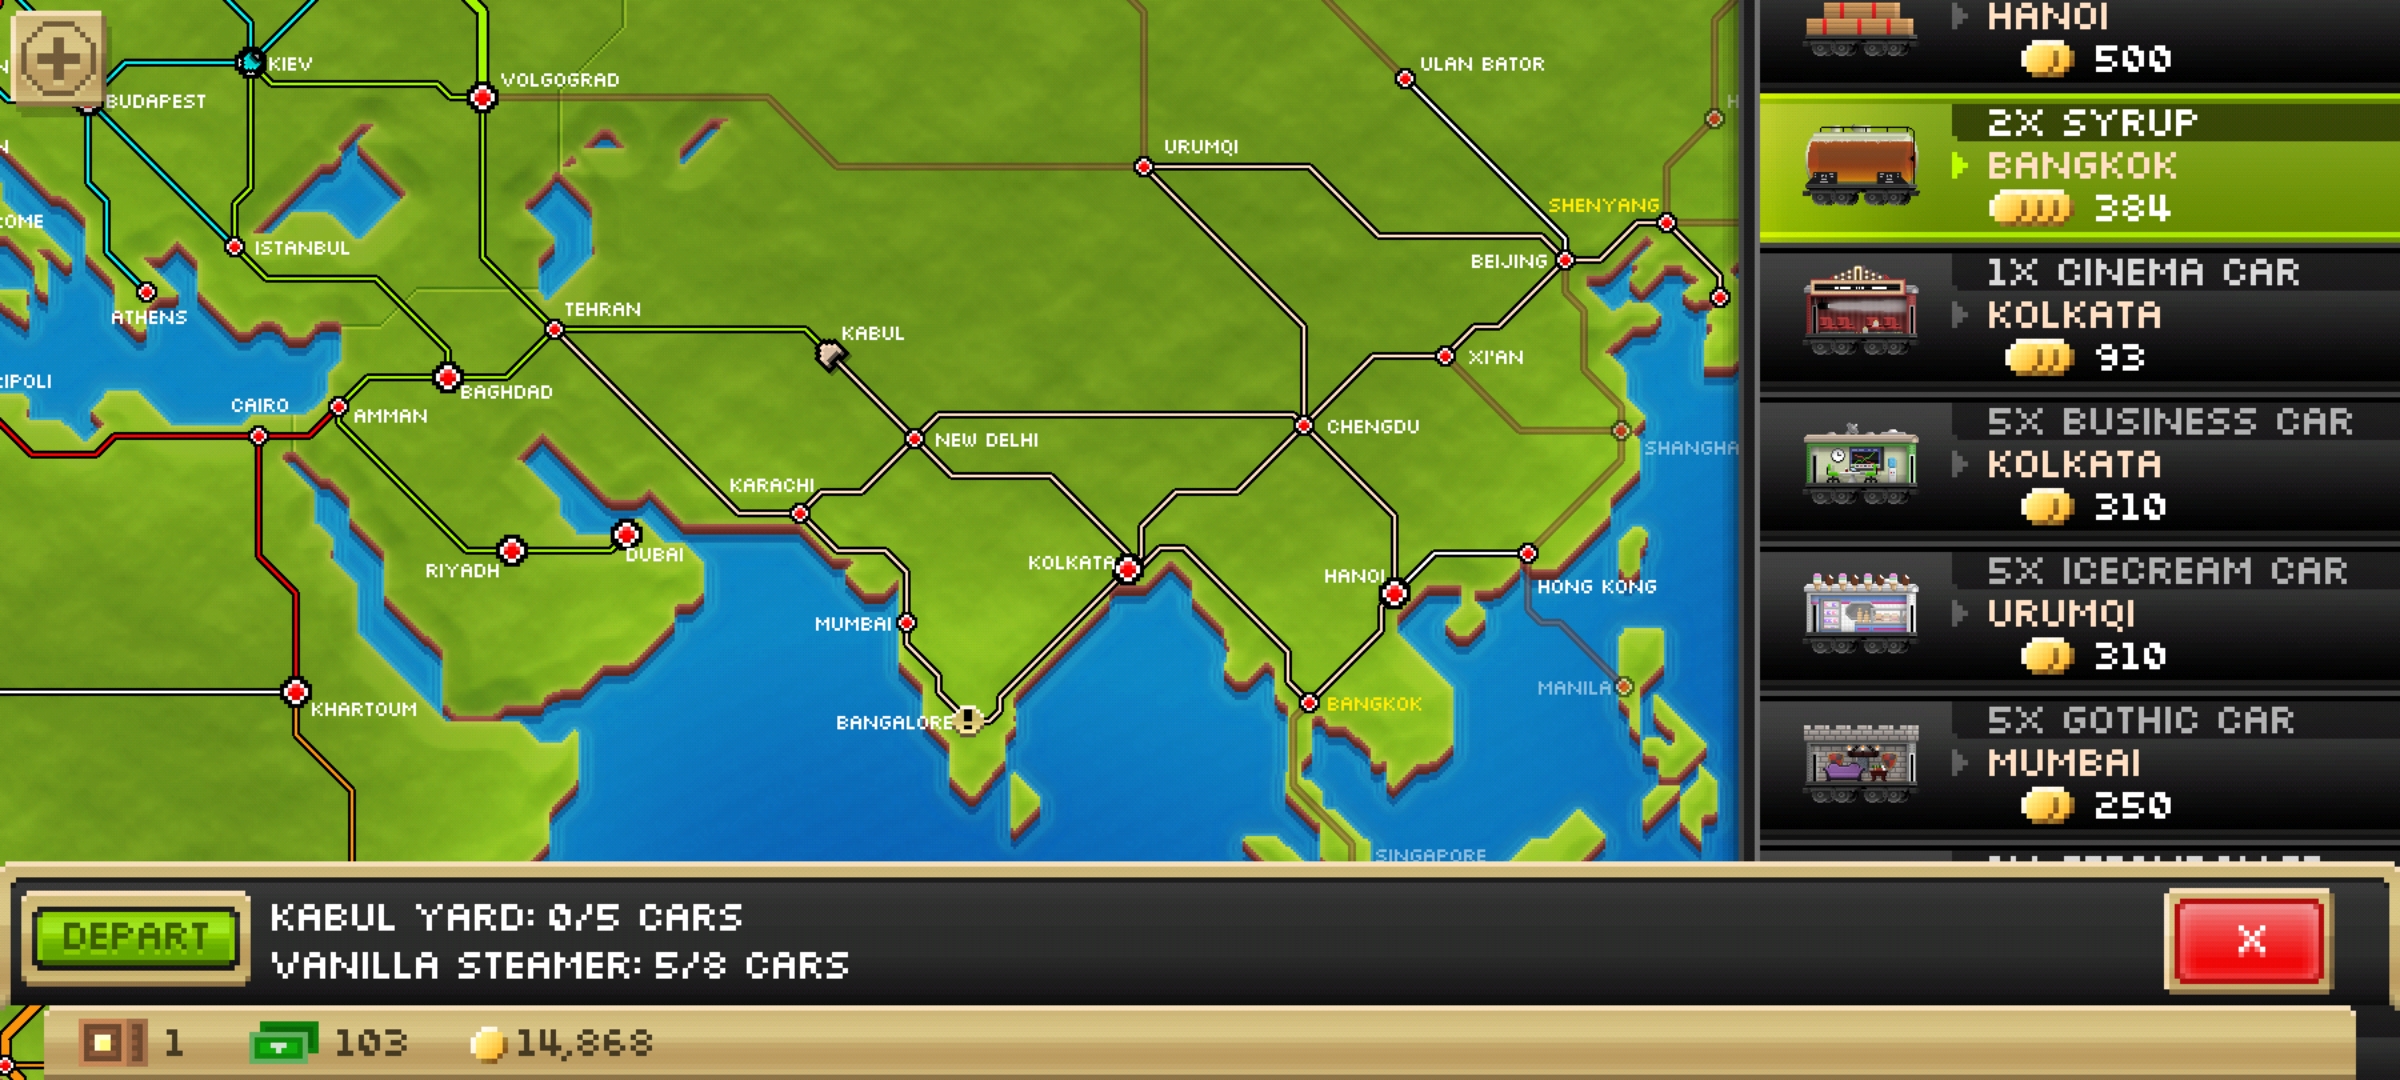 KIEV
VOLGOGRAD
BUDAPEST
ULAN BATOR
URUMQI
SHENYANG
ISTANBUL
BEIJING
ATHENS
TEHRAN
KABUL
XI'AN
BAGHDAD
CAIRO
AMMAN
NEW DELHI
CHENGDU
KARACHI
DUBAI
RIYADH
KOLKATA
HANOI
HONG KONG
MUMBAI
MANILA
KHARTOUM
BANGALORE
BANGKOK
SINGAPORE
HANOI
500
2X SYRUP
BANGKOK
384
1X CINEMA CAR
KOLKATA
93
5X BUSINESS CAR
KOLKATA
310
5X ICECREAM CAR
URUMQI
310
5X GOTHIC CAR
MUMBAI
250
DEPART
KABUL YARD: 0/5 CARS
VANILLA STEAMER: 5/8 CARS
X
1
103
14,868